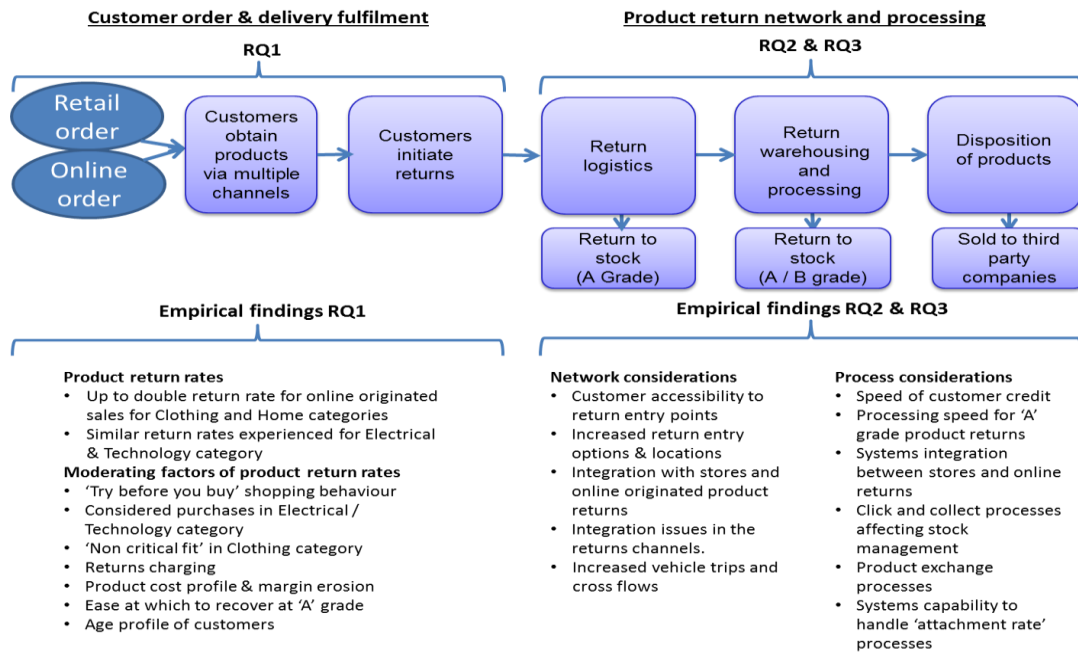 Customer order & delivery fulfilment
Product return network and processing
RQ1
RQ2 & RQ3
Retail
order
Online
order
Customers
obtain
products
via multiple
channels
Customers
initiate
returns
Return
logistics
Return
warehousing
and
processing
Disposition
of products
Return to
stock
(A Grade)
Return to
stock
(A / B grade)
Sold to third
party
companies
Empirical findings RQ1
Empirical findings RQ2 & RQ3
Product return rates
• Up to double return rate for online originated
sales for Clothing and Home categories
• Similar return rates experienced for Electrical
& Technology category
Moderating factors of product return rates
• ‘Try before you buy’ shopping behaviour
• Considered purchases in Electrical /
Technology category
• ‘Non critical fit’ in Clothing category
• Returns charging
• Product cost profile & margin erosion
• Ease at which to recover at ‘A’ grade
• Age profile of customers
Network considerations
• Customer accessibility to
return entry points
• Increased return entry
options & locations
• Integration with stores and
online originated product
returns
• Integration issues in the
returns channels.
• Increased vehicle trips and
cross flows
Process considerations
• Speed of customer credit
• Processing speed for ‘A’
grade product returns
• Systems integration
between stores and online
returns
• Click and collect processes
affecting stock
management
• Product exchange
processes
• Systems capability to
handle ‘attachment rate’
processes